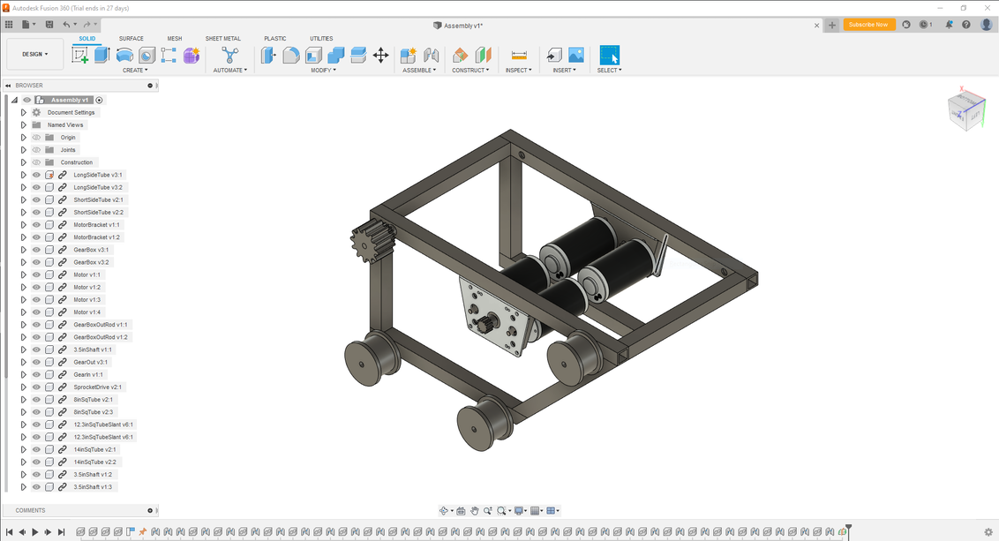 Autodesk Fusion 360 (Trial ends in 27 days)
Assembly v1*
Subscribe Now
1
DESIGN
SOLID
SURFACE
MESH
SHEET METAL
PLASTIC
UTILITIES
CREATE
AUTOMATE
MODIFY
ASSEMBLE
CONSTRUCT
INSPECT
INSERT
SELECT
BROWSER
Assembly v1
Document Settings
Named Views
Origin
Joints
Construction
LongSideTube v3:1
LongSideTube v3:2
ShortSideTube v2:1
ShortSideTube v2:2
MotorBracket v1:1
MotorBracket v1:2
GearBox v3:1
GearBox v3:2
Motor v1:1
Motor v1:2
Motor v1:3
Motor v1:4
GearBoxOutRod v1:1
GearBoxOutRod v1:2
3.5inShaft v1:1
GearOut v3:1
GearIn v1:1
SprocketDrive v2:1
8inSqTube v2:1
8inSqTube v2:3
12.3inSqTubeSlant v6:1
12.3inSqTubeSlant v6:1
14inSqTube v2:1
14inSqTube v2:2
3.5inShaft v1:2
3.5inShaft v1:3
X
Z
LEFT
COMMENTS